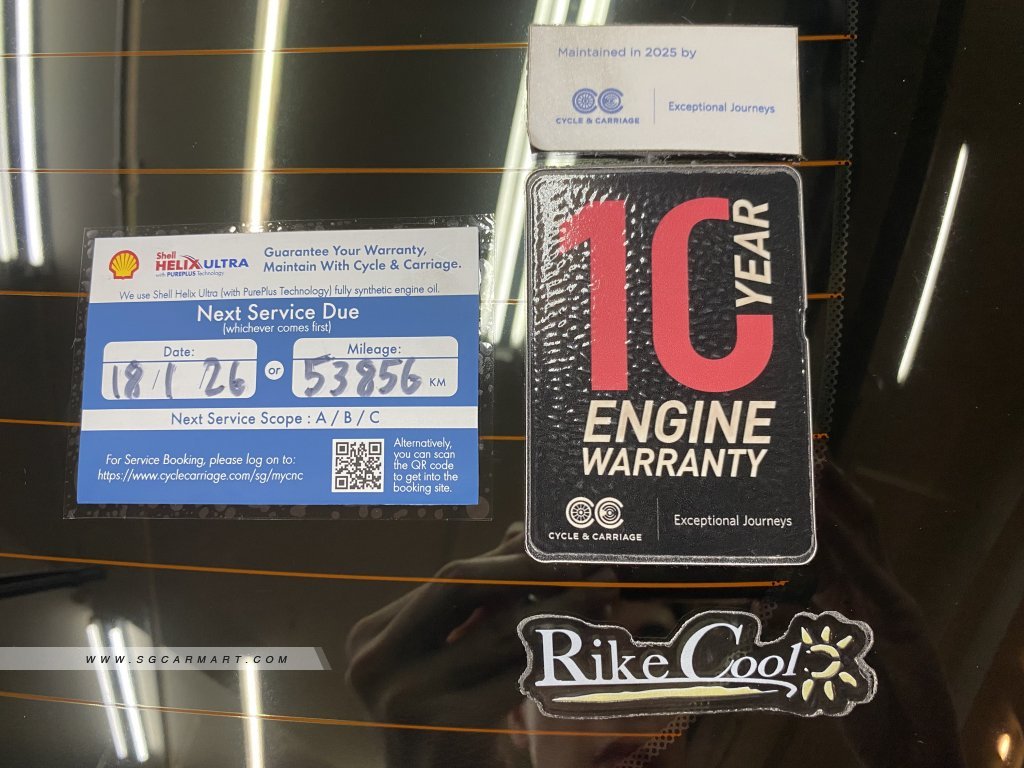 Maintained in 2025 by
CYCLE & CARRIAGE
Exceptional Journeys
Shell
HELIX ULTRA
with PUREPLUS Technology
Guarantee Your Warranty,
Maintain With Cycle & Carriage.
We use Shell Helix Ultra (with PurePlus Technology) fully synthetic engine oil.
Next Service Due
(whichever comes first)
Date:
18/1/26
or
Mileage:
53856 KM
Next Service Scope : A / B / C
For Service Booking, please log on to:
https://www.cyclecarriage.com/sg/mycnc
Alternatively,
you can scan
the QR code
to get into the
booking site.
10 YEAR
ENGINE
WARRANTY
CYCLE & CARRIAGE
Exceptional Journeys
Rike Cool
WWW.SGCARMART.COM